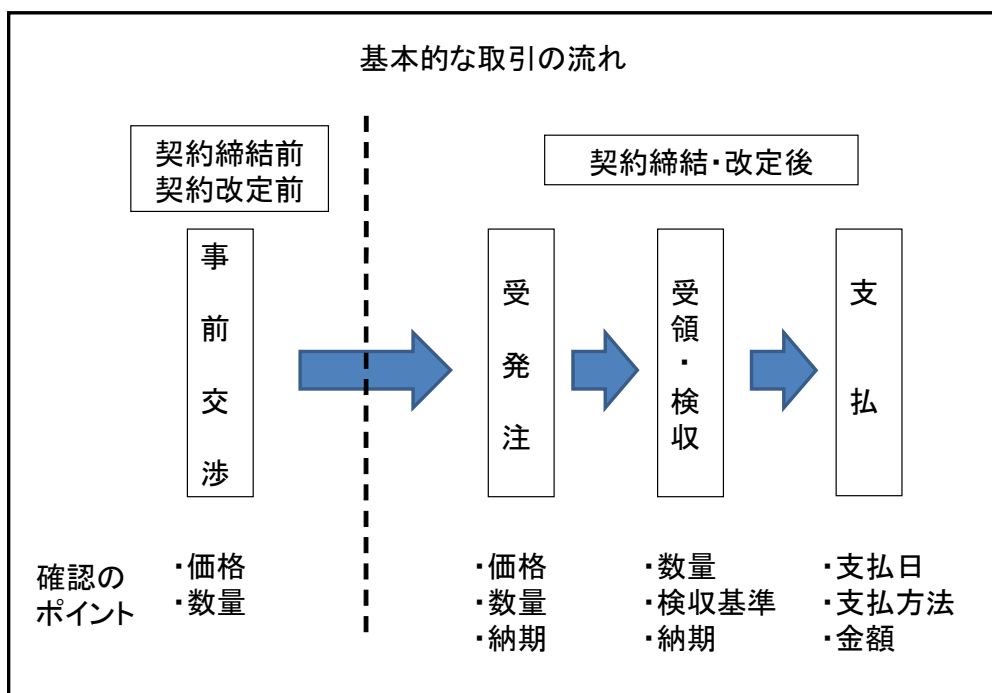 基本的な取引の流れ
契約締結前
契約改定前
契約締結・改定後
事前交渉
受発注
受領・検収
支払
確認の
ポイント
・価格
・数量
・価格
・数量
・納期
・数量
・検収基準
・納期
・支払日
・支払方法
・金額